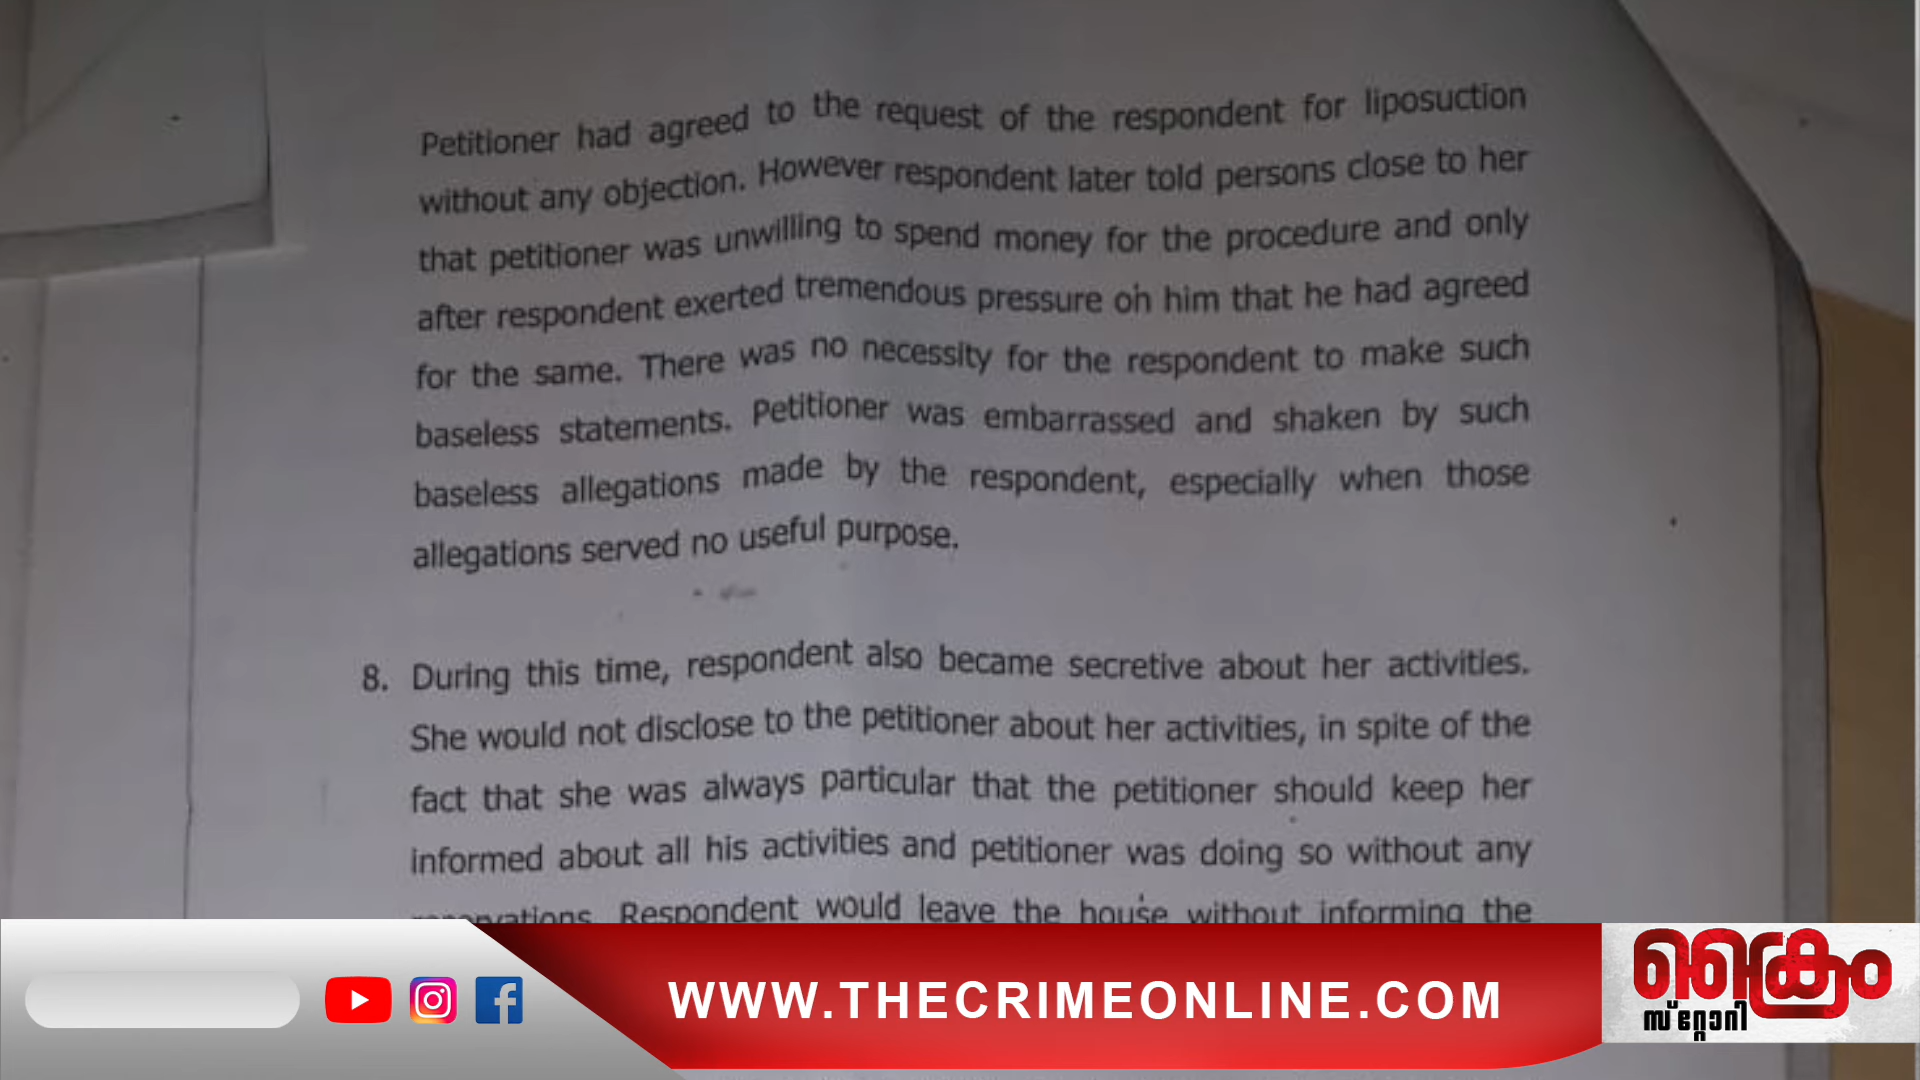 Petitioner had agreed to the request of the respondent for liposuction
without any objection. However respondent later told persons close to her
that petitioner was unwilling to spend money for the procedure and only
after respondent exerted tremendous pressure on him that he had agreed
for the same. There was no necessity for the respondent to make such
baseless statements. Petitioner was embarrassed and shaken by such
baseless allegations made by the respondent, especially when those
allegations served no useful purpose.
8. During this time, respondent also became secretive about her activities.
She would not disclose to the petitioner about her activities, in spite of the
fact that she was always particular that the petitioner should keep her
informed about all his activities and petitioner was doing so without any
Respondent would leave the house without informing the
WWW.THECRIMEONLINE.COM
ക്രൈം
സ്റ്റോറി